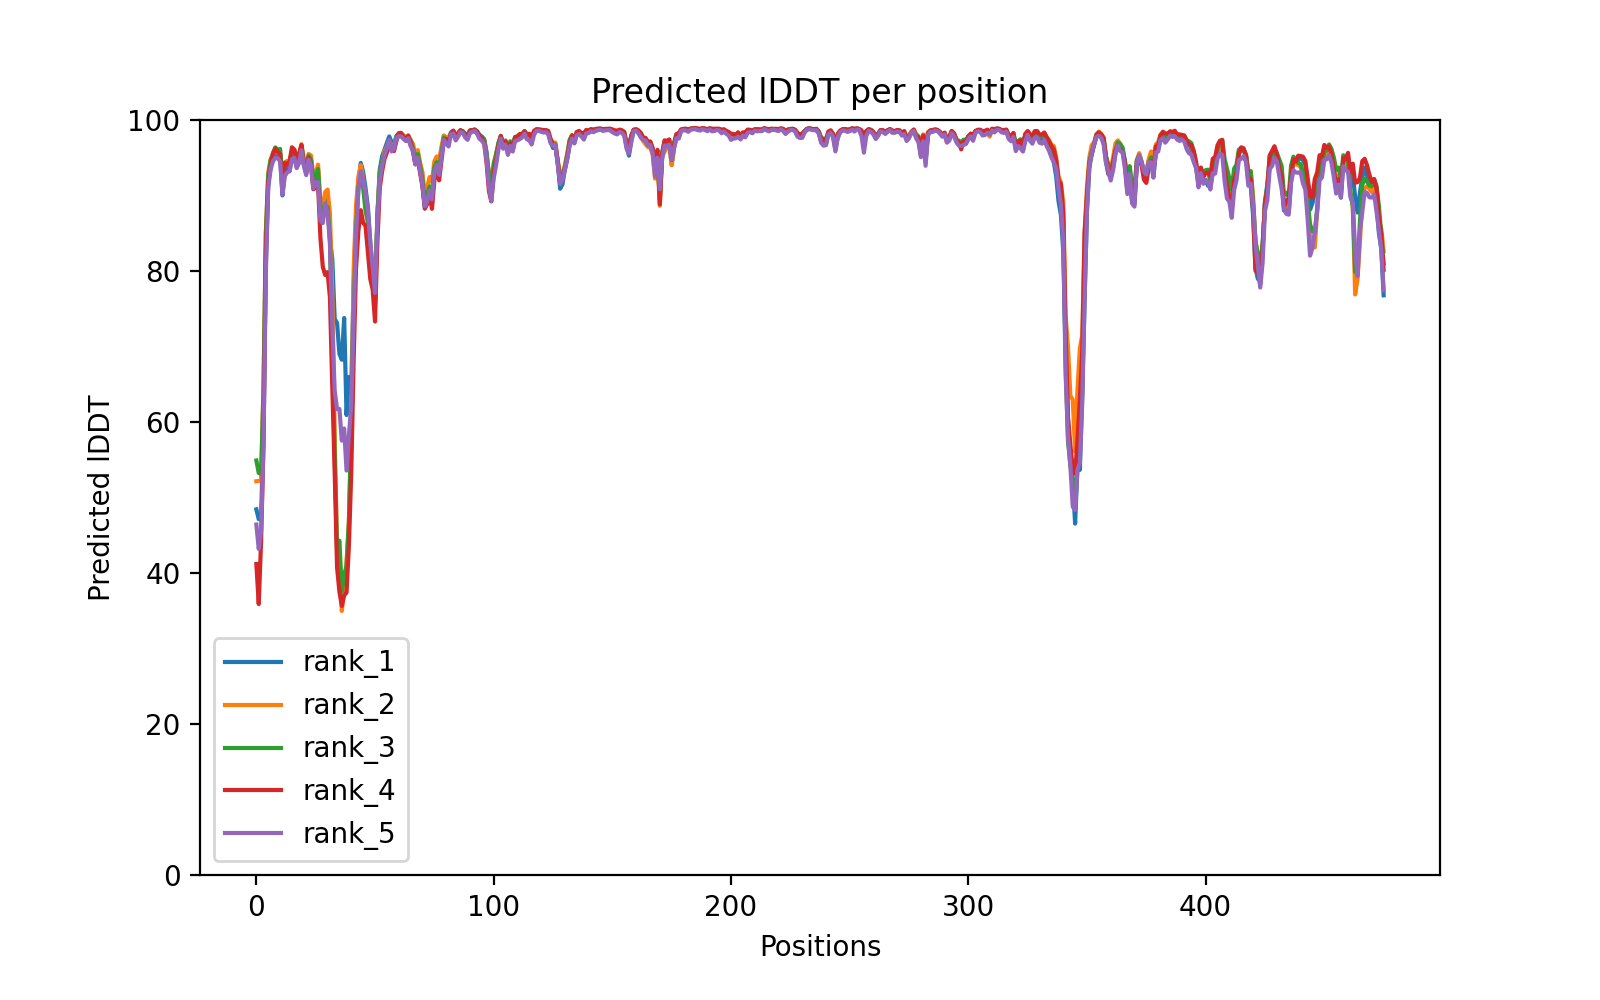 Predicted lDDT per position
100
80
60
40
20
0
Predicted lDDT
rank_1
rank_2
rank_3
rank_4
rank_5
0 100 200 300 400
Positions